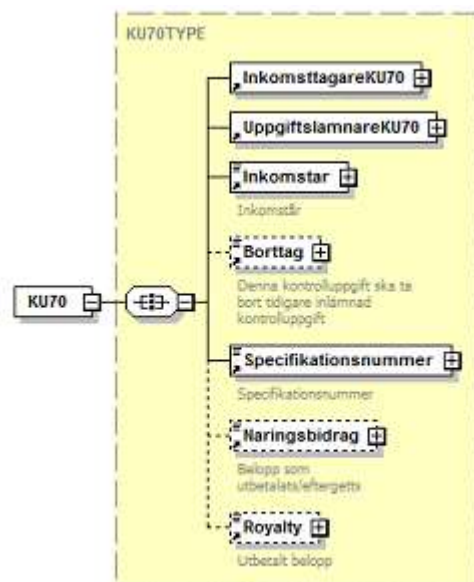 KU70TYPE
InkomsttagareKU70
UppgiftslamnareKU70
Inkomstar
Inkomstår
Borttag
Denna kontrolluppgift ska ta
bort tidigare inlämnad
kontrolluppgift
KU70
Specifikationsnummer
Specifikationsnummer
Naringsbidrag
Belopp som
utbetalats/eftergetts
Royalty
Utbetalt belopp